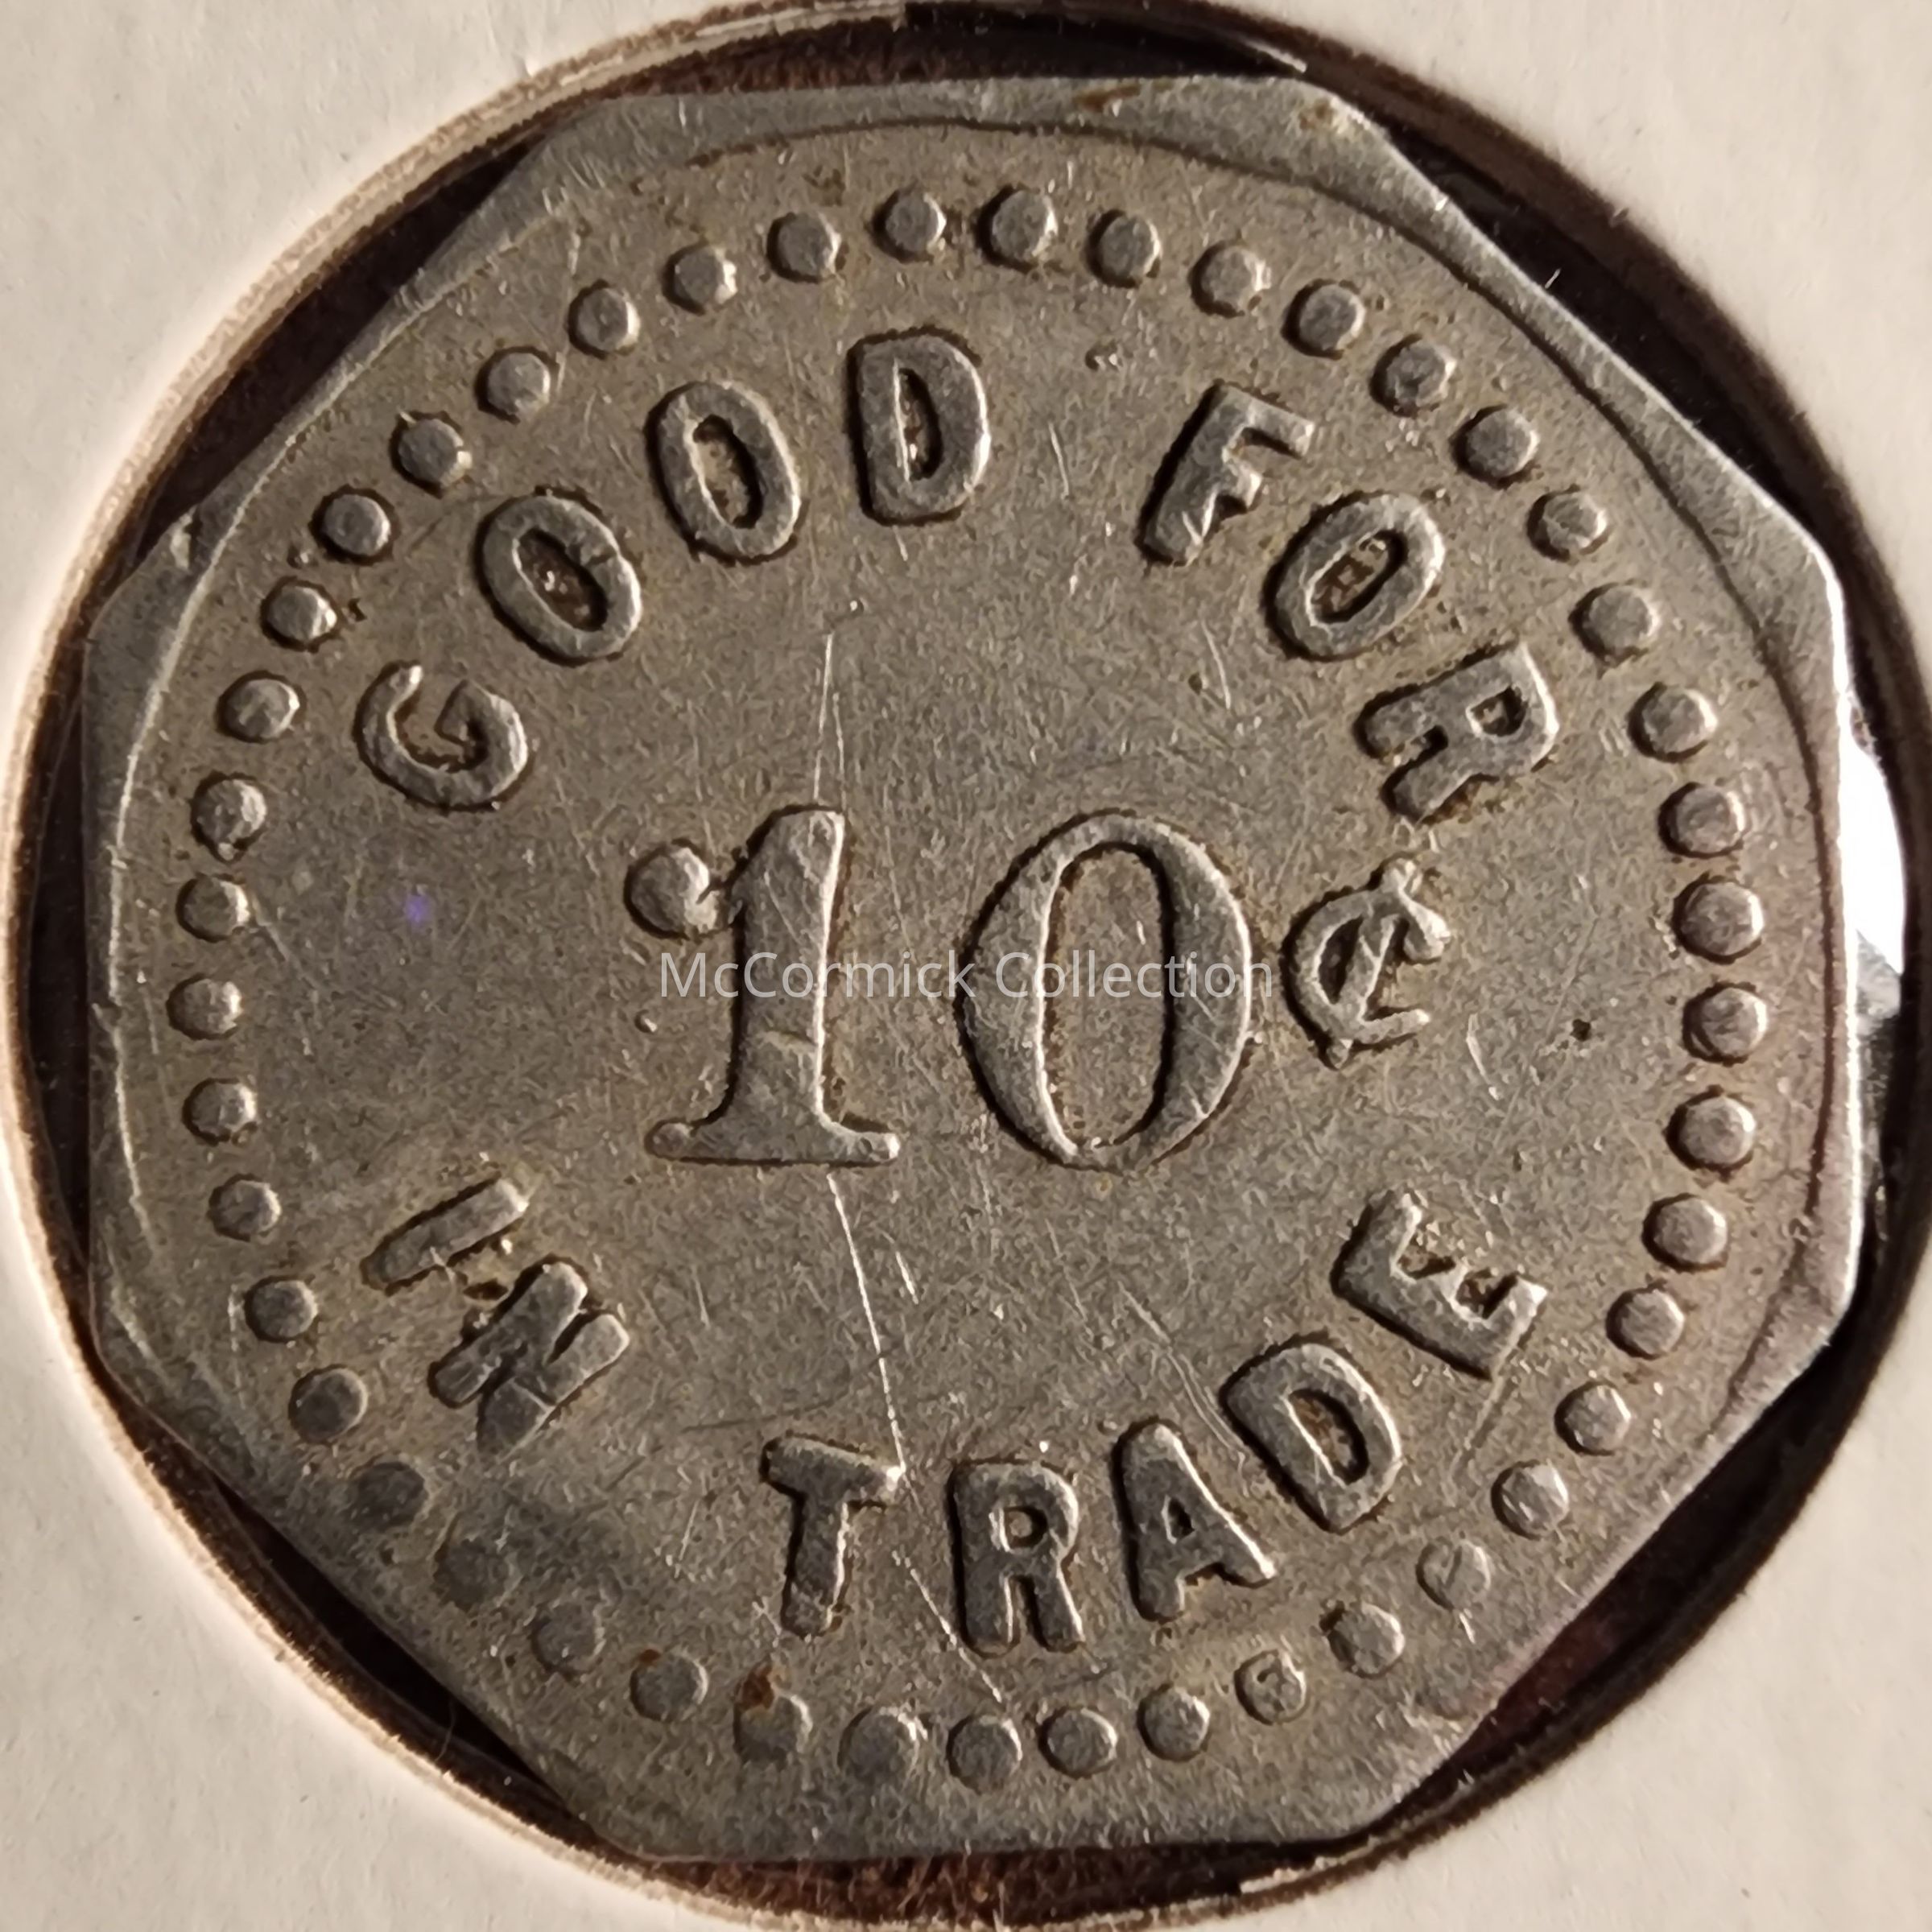 GOOD FOR
10¢
McCormick Collection
IN TRADE